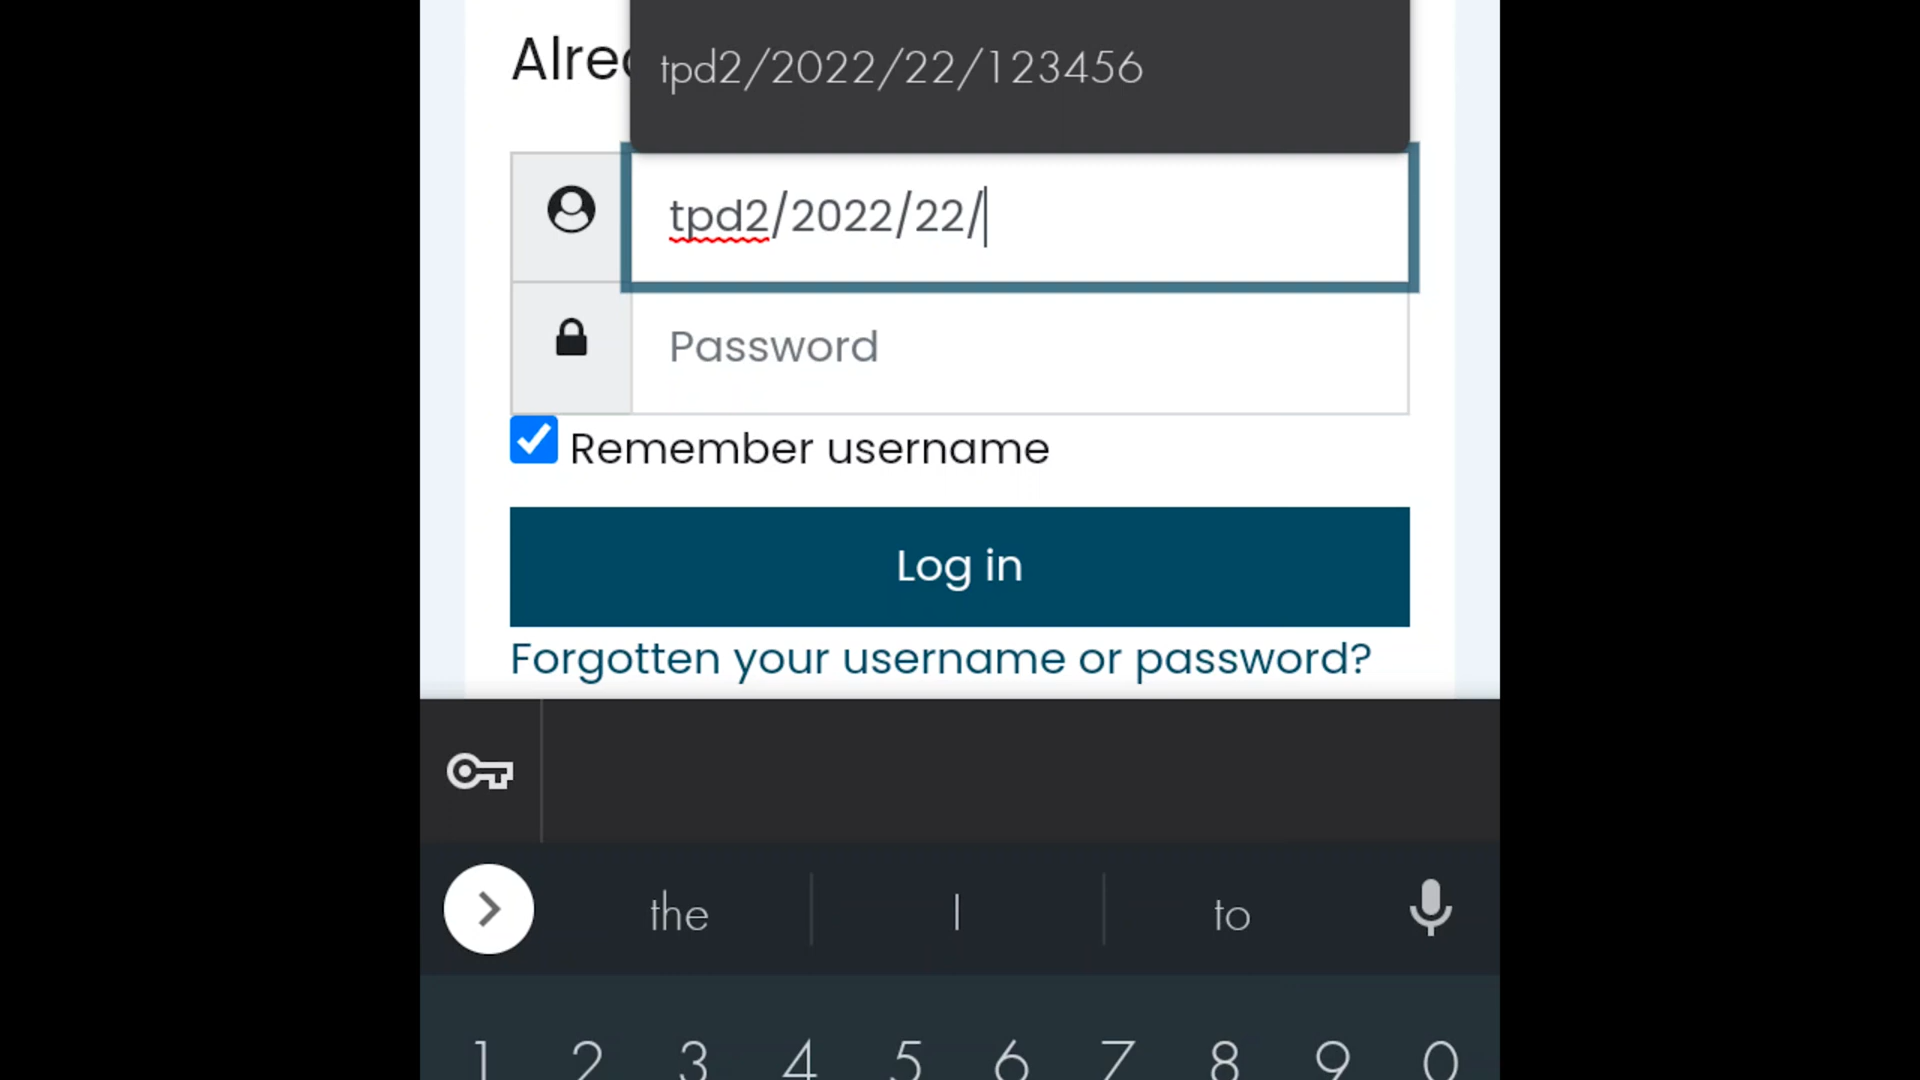 Alre
tpd2/2022/22/123456
tpd2/2022/22/
Password
Remember username
Log in
Forgotten your username or password?
the I to
1 2 3 4 5 6 7 8 9 0